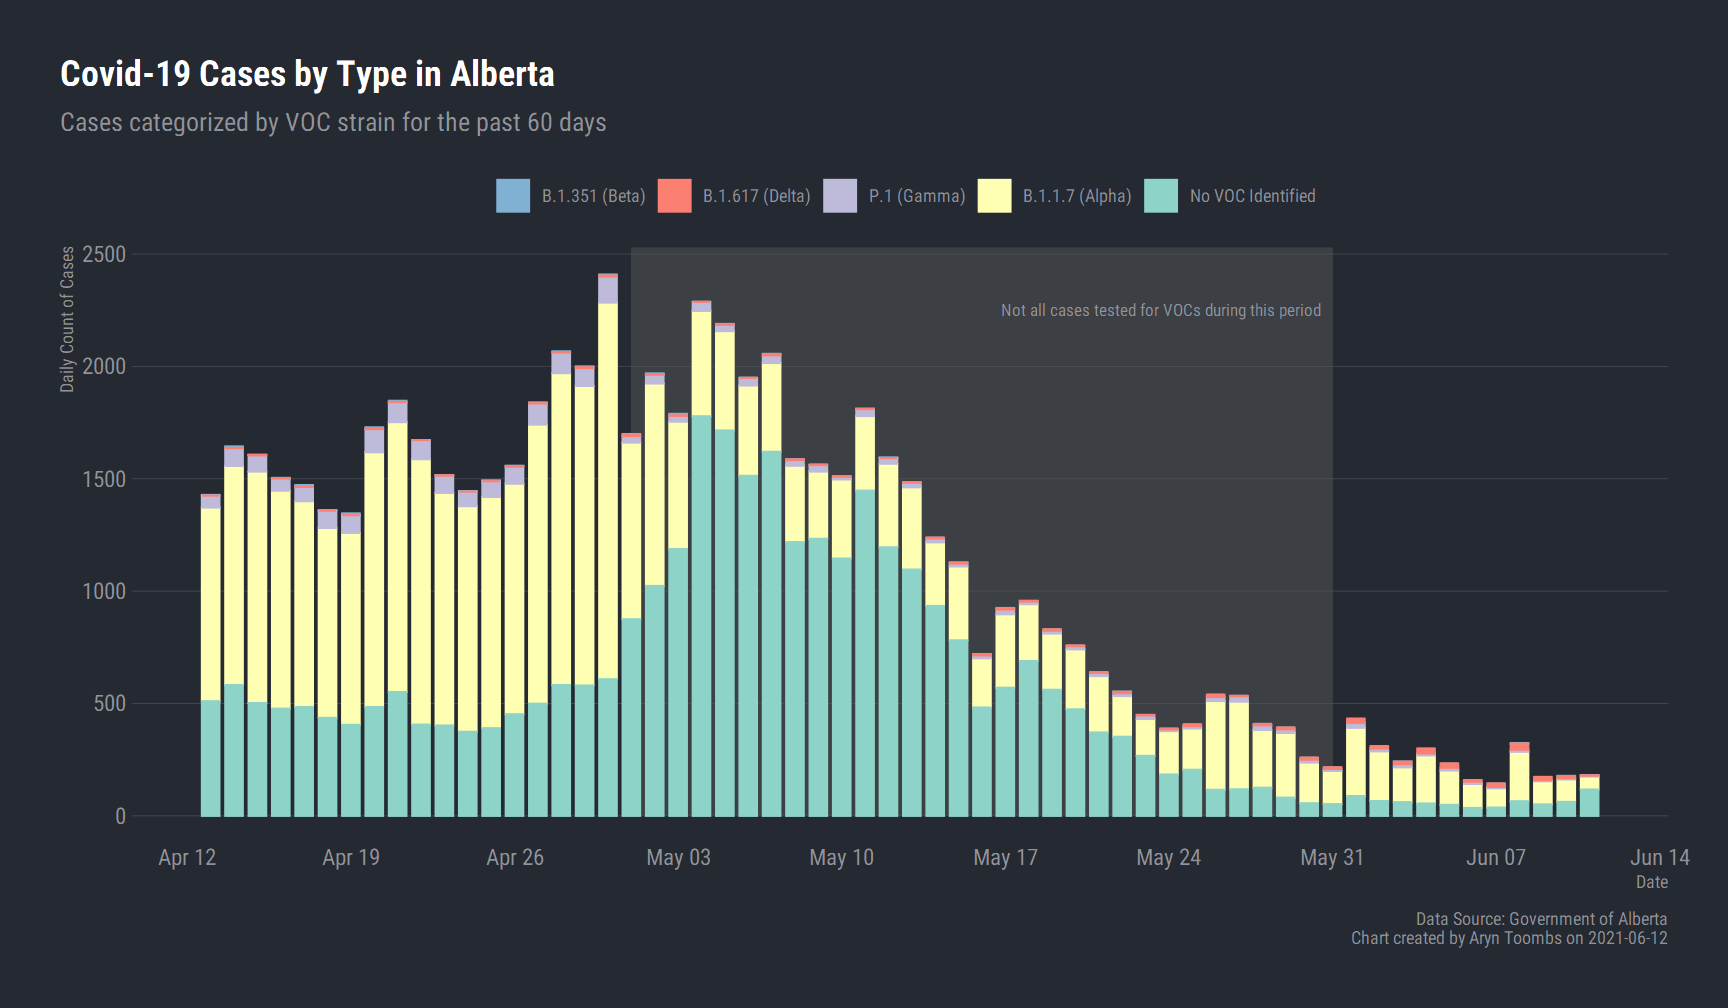 Covid-19 Cases by Type in Alberta
Cases categorized by VOC strain for the past 60 days
B.1.351 (Beta) B.1.617 (Delta) P.1 (Gamma) B.1.1.7 (Alpha) No VOC Identified
Daily Count of Cases
2500
2000
1500
1000
500
0
Not all cases tested for VOCs during this period
Apr 12 Apr 19 Apr 26 May 03 May 10 May 17 May 24 May 31 Jun 07 Jun 14
Date
Data Source: Government of Alberta
Chart created by Aryn Toombs on 2021-06-12